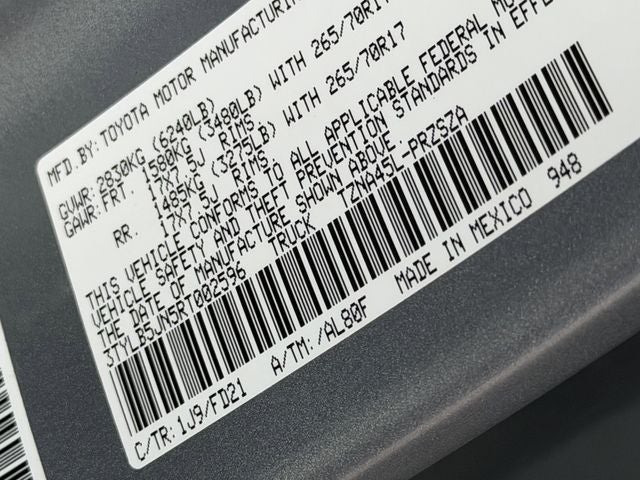 MFD.BY: TOYOTA MOTOR MANUFACTURIN
GVWR: 2830KG (6240LB)
GAWR: FRT. 1580KG (3480LB) WITH 265/70R17
17X7.5J RIMS
RR. 1485KG (3275LB) WITH 265/70R17
17X7.5J RIMS
THIS VEHICLE CONFORMS TO ALL APPLICABLE FEDERAL MO
VEHICLE SAFETY AND THEFT PREVENTION STANDARDS IN EFFE
THE DATE OF MANUFACTURE SHOWN ABOVE.
3TYLB5JN5RT002596 TRUCK TZNA45L-PRZSZA
C/TR: 1J9/FD21 A/TM: /AL80F MADE IN MEXICO 948